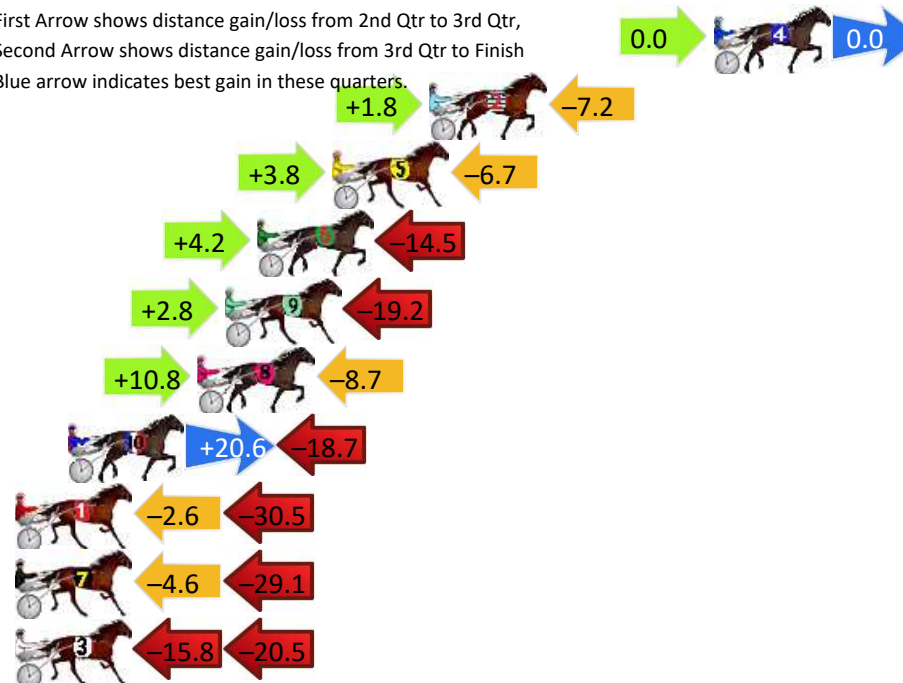 First Arrow shows distance gain/loss from 2nd Qtr to 3rd Qtr,
0.0 4 0.0
Second Arrow shows distance gain/loss from 3rd Qtr to Finish
Blue arrow indicates best gain in these quarters.
+1.8 2 –7.2
+3.8 5 –6.7
+4.2 6 –14.5
+2.8 9 –19.2
+10.8 8 –8.7
10 +20.6 –18.7
1 –2.6 –30.5
7 –4.6 –29.1
3 –15.8 –20.5